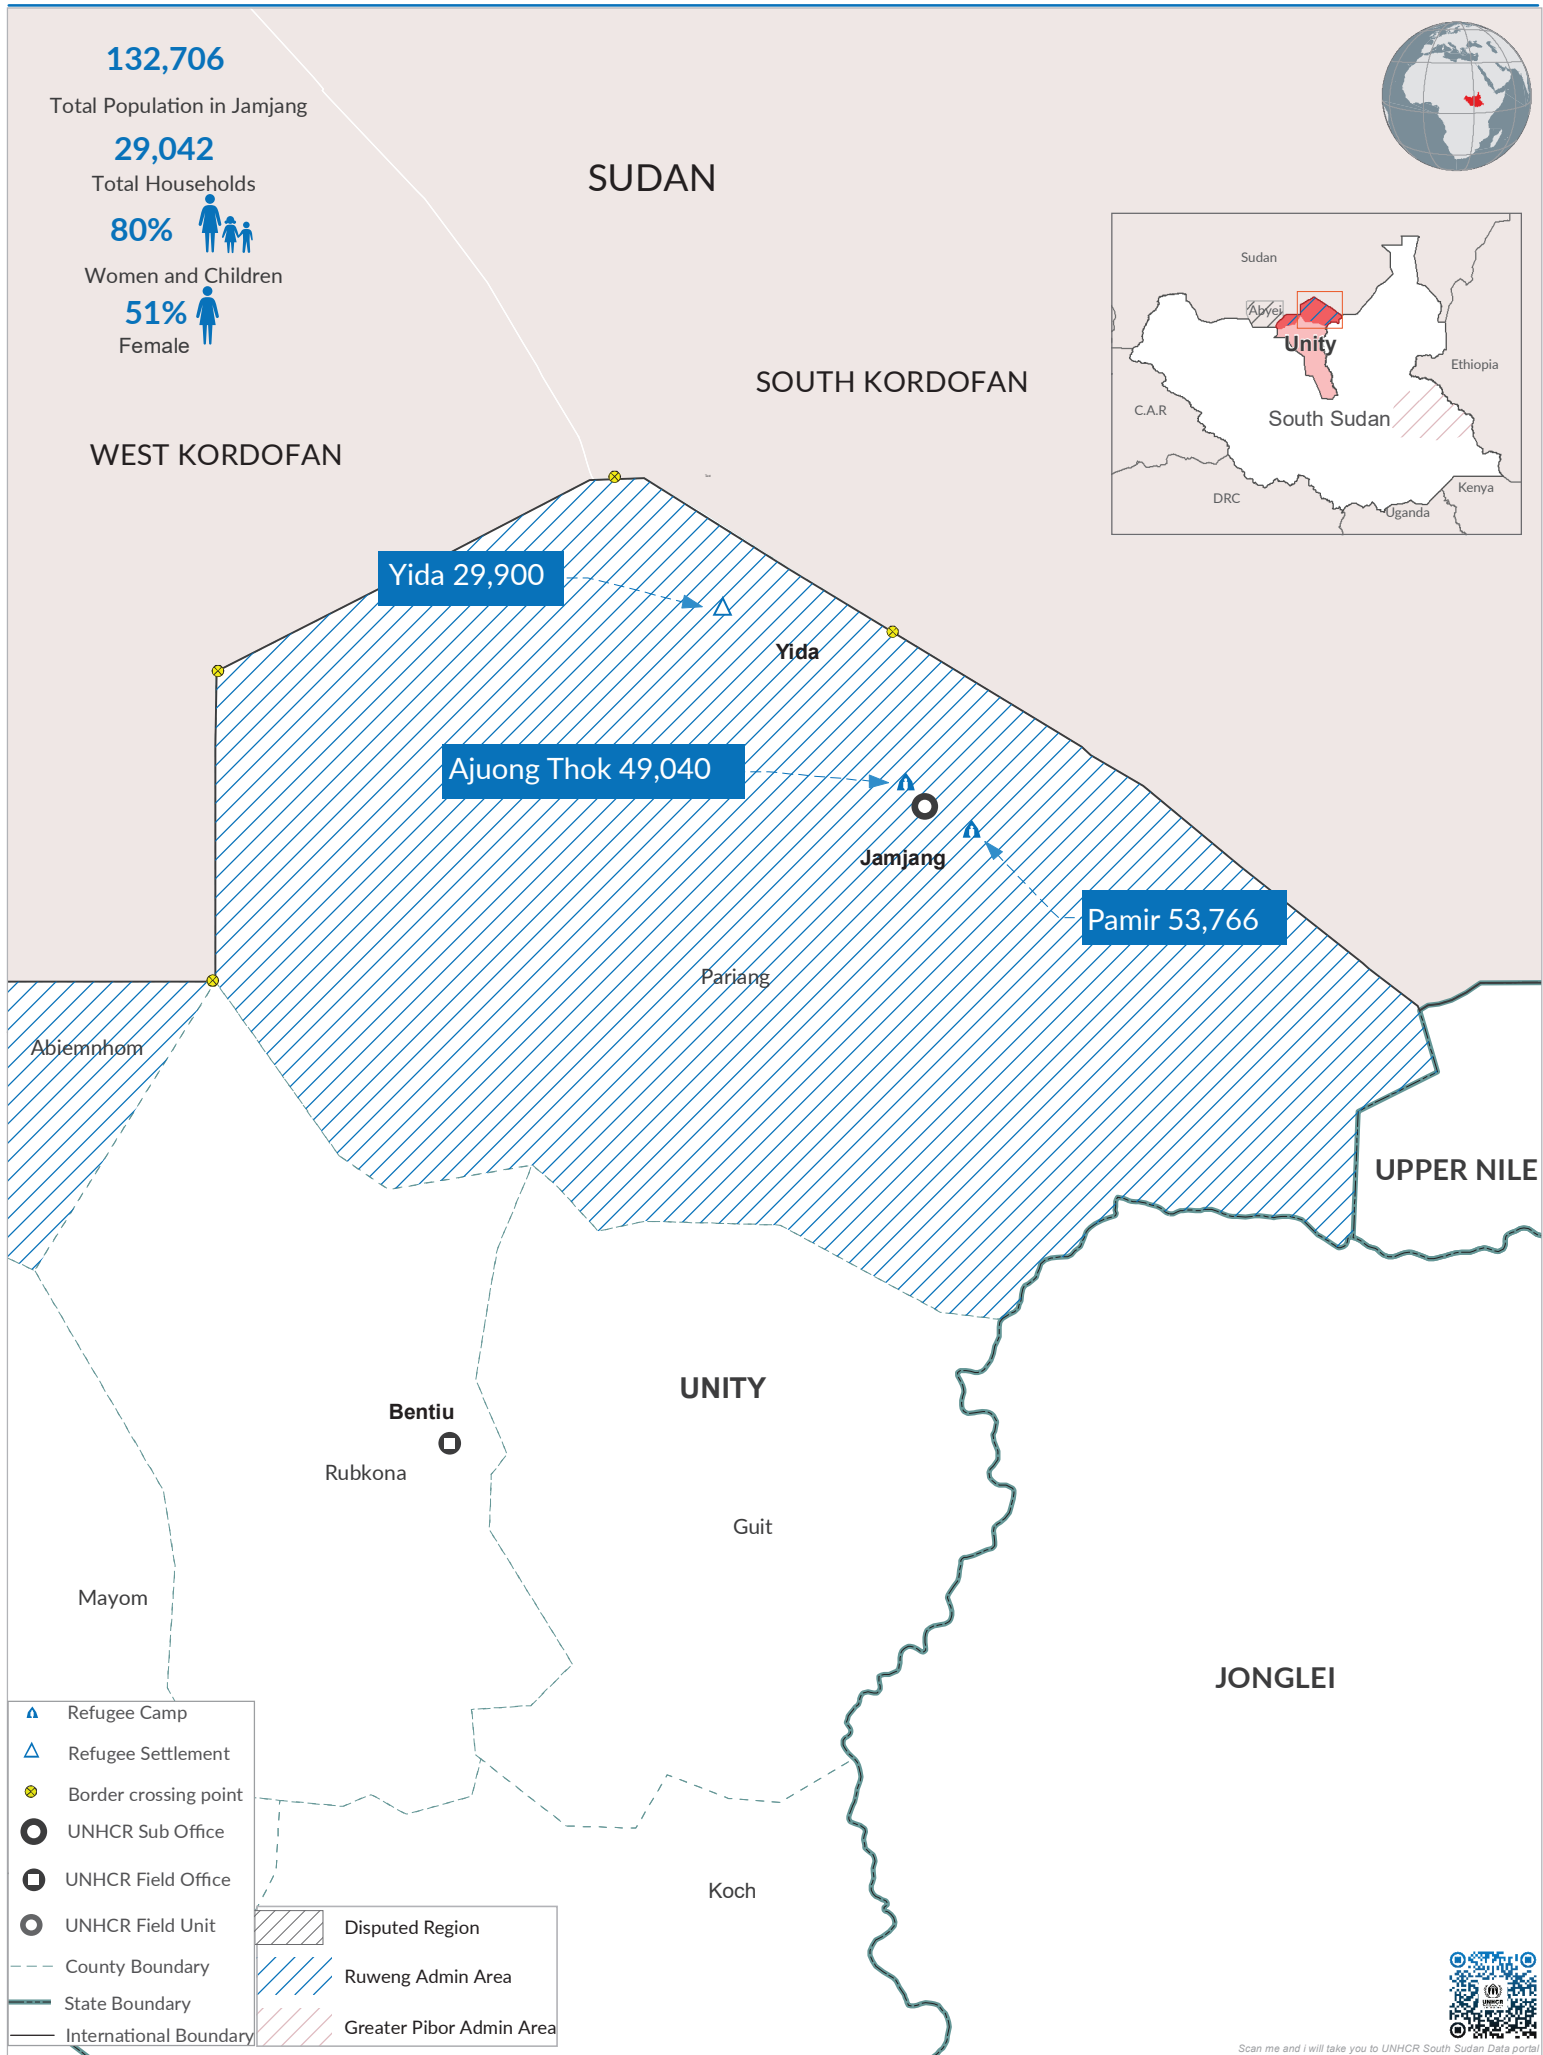 132,706
Total Population in Jamjang
29,042
Total Households
80%
Women and Children
51%
Female
SUDAN
SOUTH KORDOFAN
WEST KORDOFAN
Sudan
Abyei
Unity
Ethiopia
C.A.R
South Sudan
DRC
Kenya
Uganda
Yida 29,900
Yida
Ajuong Thok 49,040
Jamjang
Pamir 53,766
Pariang
Abiemnhom
UPPER NILE
UNITY
Bentiu
Rubkona
Guit
Mayom
JONGLEI
Koch
Refugee Camp
Refugee Settlement
Border crossing point
UNHCR Sub Office
UNHCR Field Office
UNHCR Field Unit
County Boundary
State Boundary
International Boundary
Disputed Region
Ruweng Admin Area
Greater Pibor Admin Area
UNHCR
Scan me and i will take you to UNHCR South Sudan Data portal